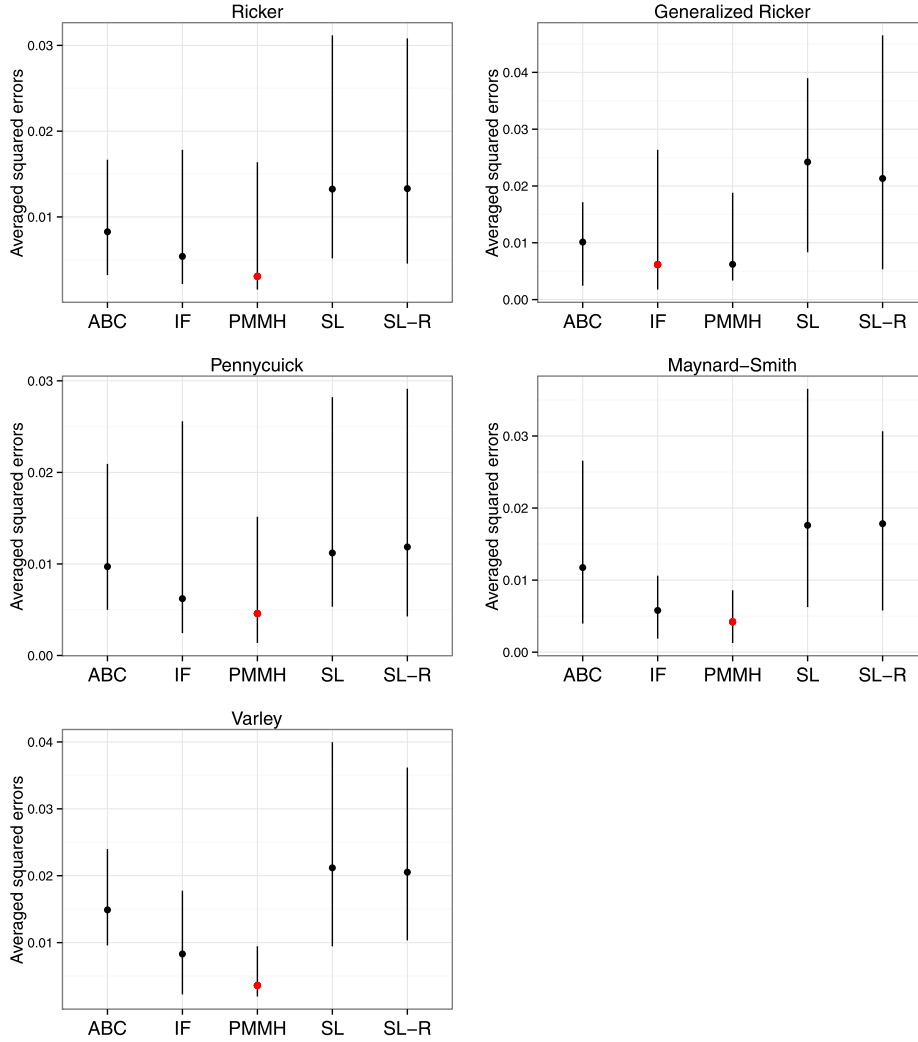 Ricker
Averaged squared errors
0.03
0.02
0.01
ABC IF PMMH SL SL−R
Generalized Ricker
Averaged squared errors
0.04
0.03
0.02
0.01
0.00
ABC IF PMMH SL SL−R
Pennycuick
Averaged squared errors
0.03
0.02
0.01
0.00
ABC IF PMMH SL SL−R
Maynard−Smith
Averaged squared errors
0.03
0.02
0.01
0.00
ABC IF PMMH SL SL−R
Varley
Averaged squared errors
0.04
0.03
0.02
0.01
ABC IF PMMH SL SL−R